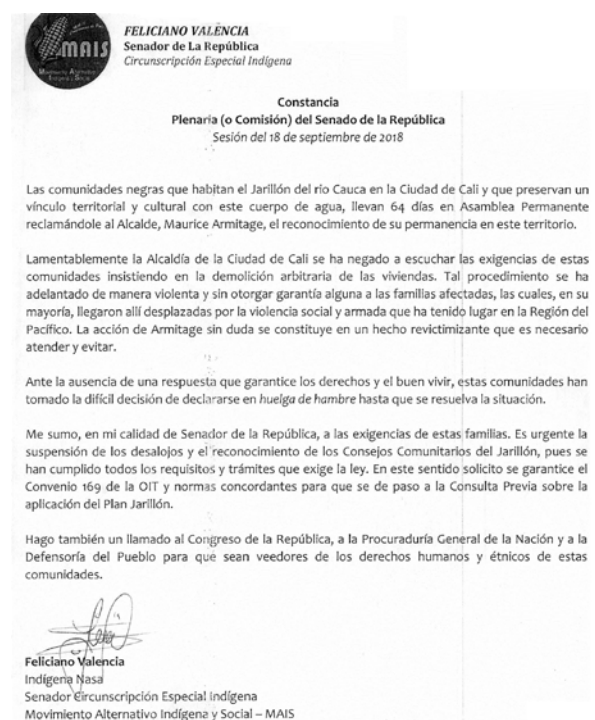 MAIS
Movimiento Alternativo
Indígena y Social
FELICIANO VALENCIA
Senador de La República
Circunscripción Especial Indígena
Constancia
Plenaria (o Comisión) del Senado de la República
Sesión del 18 de septiembre de 2018
Las comunidades negras que habitan el Jarillón del río Cauca en la Ciudad de Cali y que preservan un
vínculo territorial y cultural con este cuerpo de agua, llevan 64 días en Asamblea Permanente
reclamándole al Alcalde, Maurice Armitage, el reconocimiento de su permanencia en este territorio.
Lamentablemente la Alcaldía de la Ciudad de Cali se ha negado a escuchar las exigencias de estas
comunidades insistiendo en la demolición arbitraria de las viviendas. Tal procedimiento se ha
adelantado de manera violenta y sin otorgar garantía alguna a las familias afectadas, las cuales, en su
mayoría, llegaron allí desplazadas por la violencia social y armada que ha tenido lugar en la Región del
Pacífico. La acción de Armitage sin duda se constituye en un hecho revictimizante que es necesario
atender y evitar.
Ante la ausencia de una respuesta que garantice los derechos y el buen vivir, estas comunidades han
tomado la difícil decisión de declararse en huelga de hambre hasta que se resuelva la situación.
Me sumo, en mi calidad de Senador de la República, a las exigencias de estas familias. Es urgente la
suspensión de los desalojos y el reconocimiento de los Consejos Comunitarios del Jarillón, pues se
han cumplido todos los requisitos y trámites que exige la ley. En este sentido solicito se garantice el
Convenio 169 de la OIT y normas concordantes para que se de paso a la Consulta Previa sobre la
aplicación del Plan Jarillón.
Hago también un llamado al Congreso de la República, a la Procuraduría General de la Nación y a la
Defensoría del Pueblo para que sean veedores de los derechos humanos y étnicos de estas
comunidades.
Feliciano Valencia
Indígena Nasa
Senador Circunscripción Especial Indígena
Movimiento Alternativo Indígena y Social – MAIS